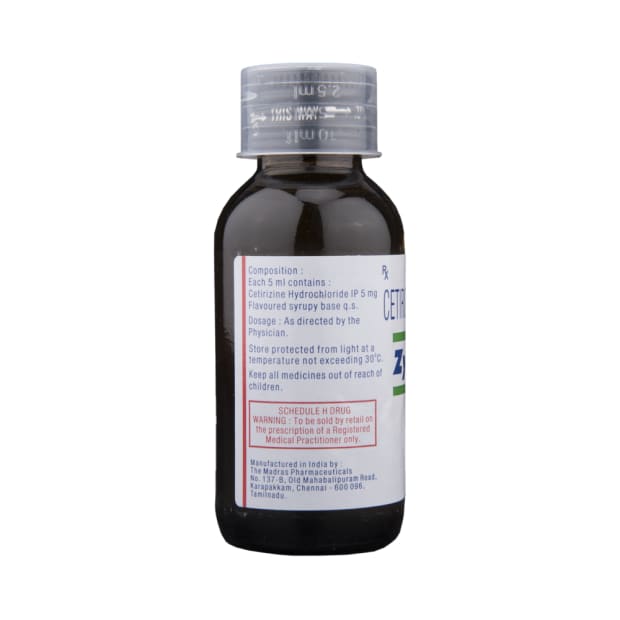 2.5 ml
10 ml
Composition :
Each 5 ml contains :
Cetirizine Hydrochloride IP 5 mg
Flavoured syrupy base q.s.
Dosage : As directed by the
Physician.
Store protected from light at a
temperature not exceeding 30°C.
Keep all medicines out of reach of
children.
SCHEDULE H DRUG
WARNING : To be sold by retail on
the prescription of a Registered
Medical Practitioner only.
Manufactured in India by :
The Madras Pharmaceuticals
No. 137-B, Old Mahabalipuram Road,
Karapakkam, Chennai - 600 096.
Tamilnadu.
Rx
CETIR
Zy